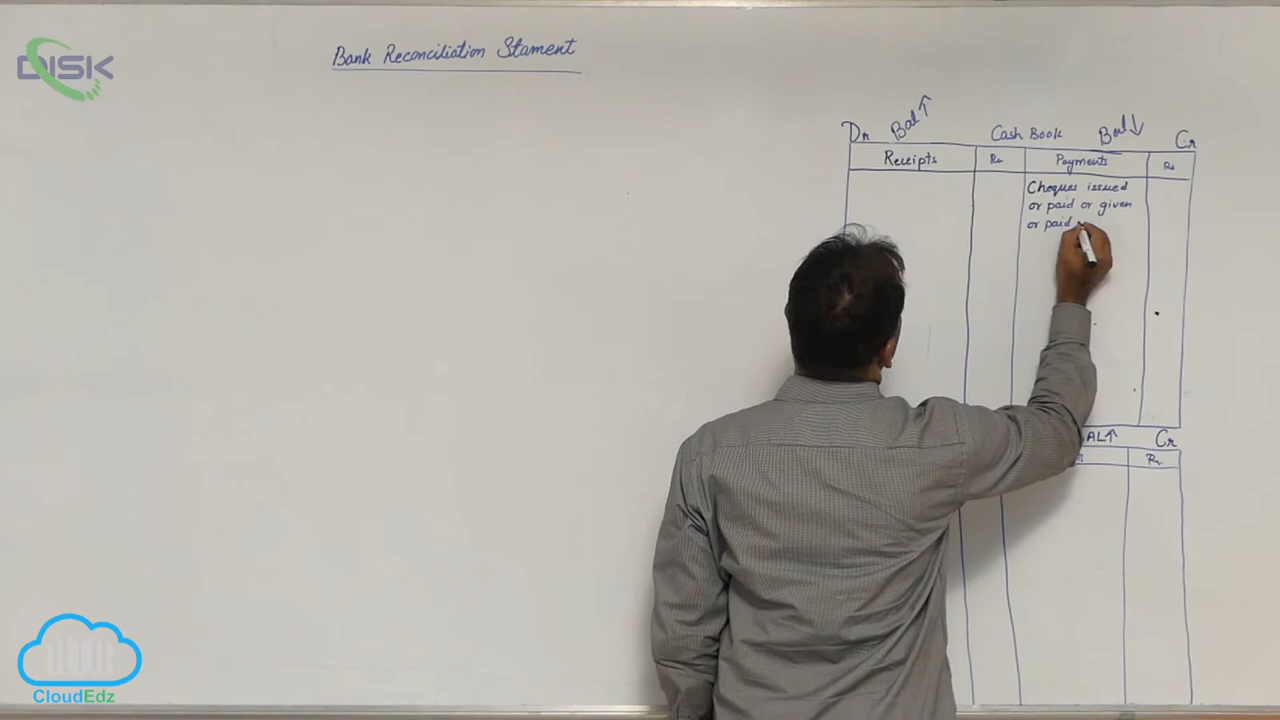 DISK
Bank Reconciliation Stament
Dr Bal↑ Cash Book Bal↓ Cr
Receipts Rs Payments Rs
Cheques issued
or paid or given
or paid
BAL↑ Cr
Rs
CloudEdz